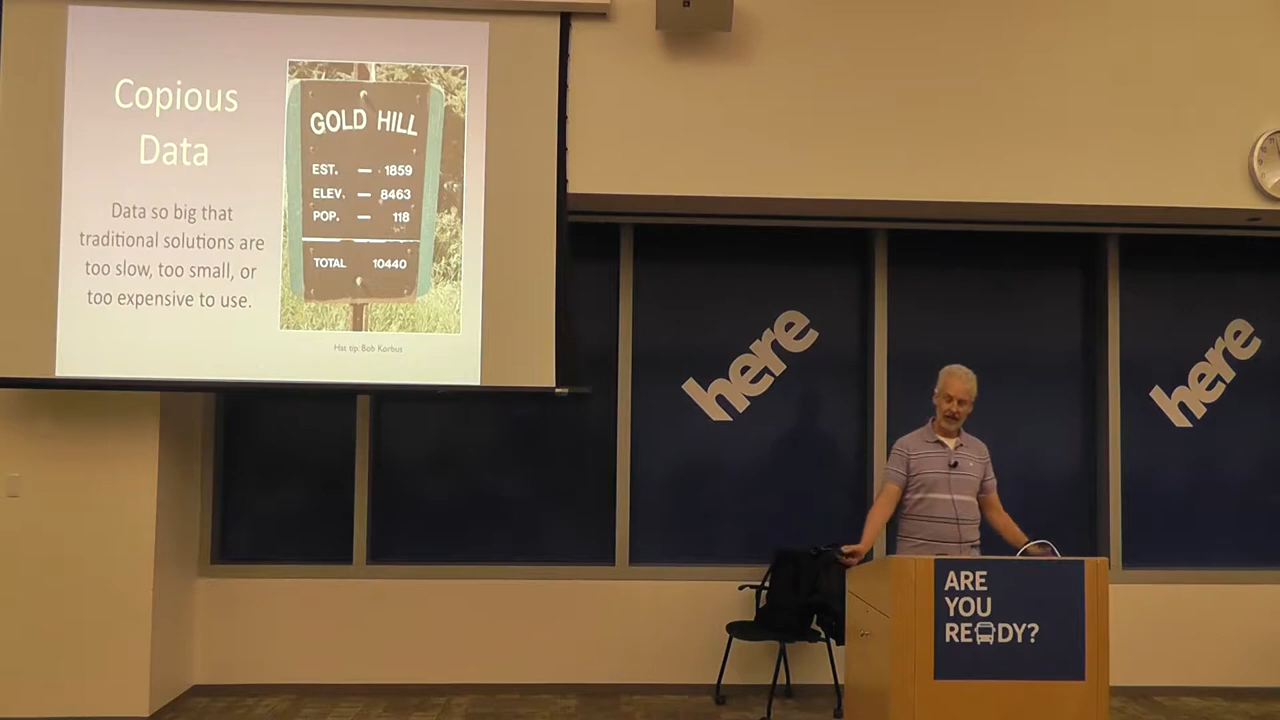 Copious
Data
Data so big that
traditional solutions are
too slow, too small, or
too expensive to use.
GOLD HILL
EST. — 1859
ELEV. — 8463
POP. — 118
TOTAL 10440
Hat tip: Bob Korbus
here
here
ARE
YOU
READY?